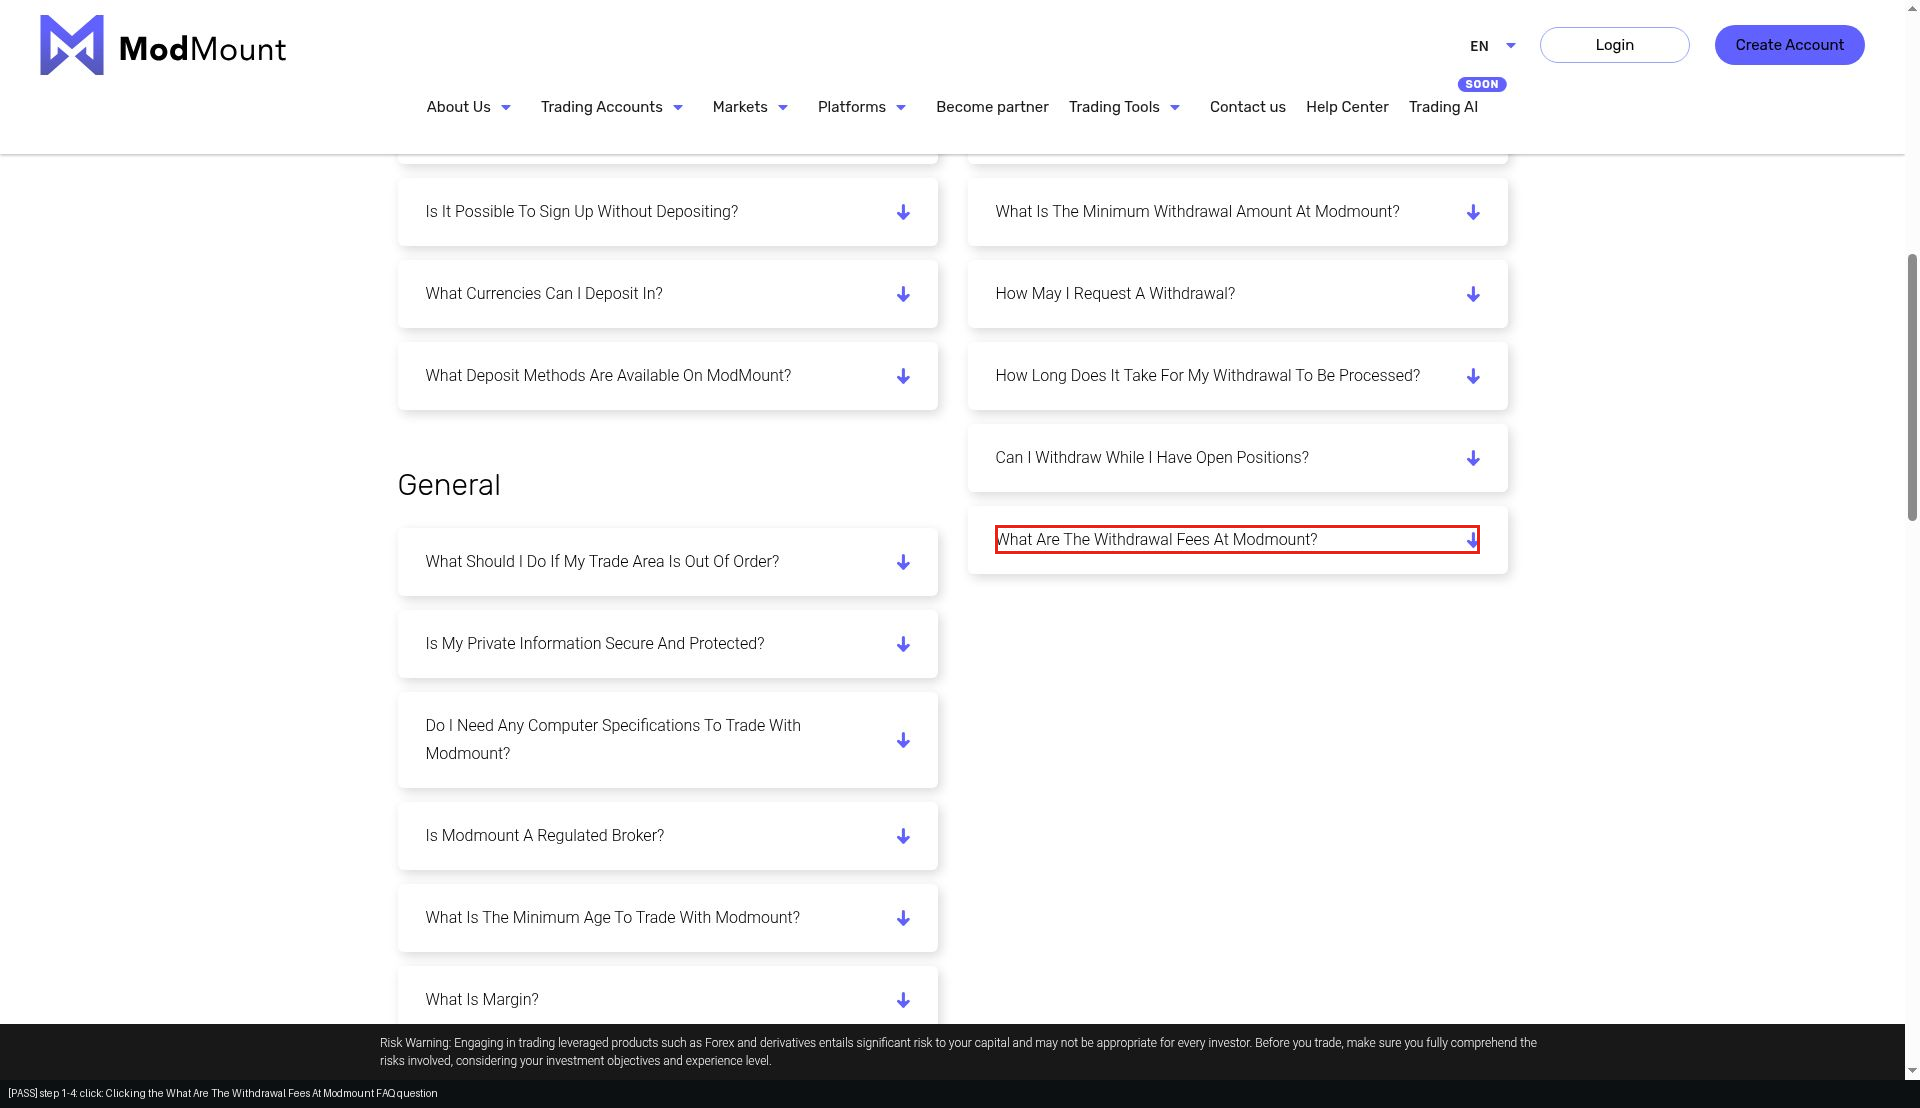 ModMount
EN
Login
Create Account
SOON
About Us
Trading Accounts
Markets
Platforms
Become partner
Trading Tools
Contact us
Help Center
Trading AI
Is It Possible To Sign Up Without Depositing?
What Currencies Can I Deposit In?
What Deposit Methods Are Available On ModMount?
General
What Should I Do If My Trade Area Is Out Of Order?
Is My Private Information Secure And Protected?
Do I Need Any Computer Specifications To Trade With
Modmount?
Is Modmount A Regulated Broker?
What Is The Minimum Age To Trade With Modmount?
What Is Margin?
What Is The Minimum Withdrawal Amount At Modmount?
How May I Request A Withdrawal?
How Long Does It Take For My Withdrawal To Be Processed?
Can I Withdraw While I Have Open Positions?
What Are The Withdrawal Fees At Modmount?
Risk Warning: Engaging in trading leveraged products such as Forex and derivatives entails significant risk to your capital and may not be appropriate for every investor. Before you trade, make sure you fully comprehend the
risks involved, considering your investment objectives and experience level.
[PASS] step 1-4: click: Clicking the What Are The Withdrawal Fees At Modmount FAQ question